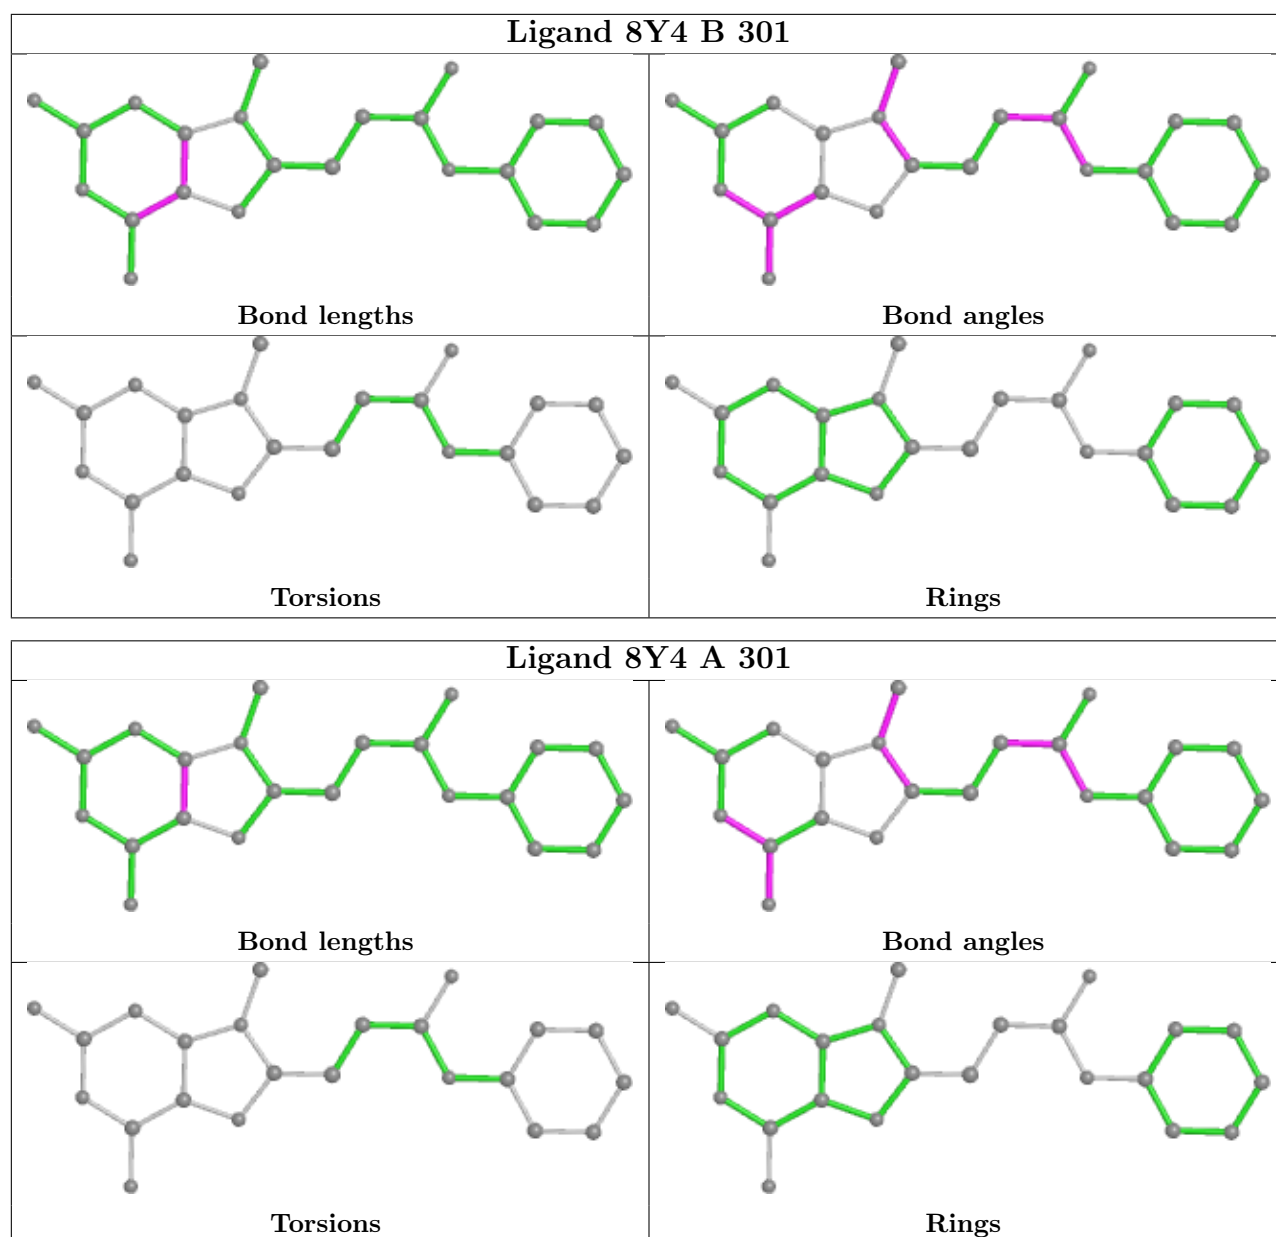 Ligand 8Y4 B 301
Bond lengths
Bond angles
Torsions
Rings
Ligand 8Y4 A 301
Bond lengths
Bond angles
Torsions
Rings